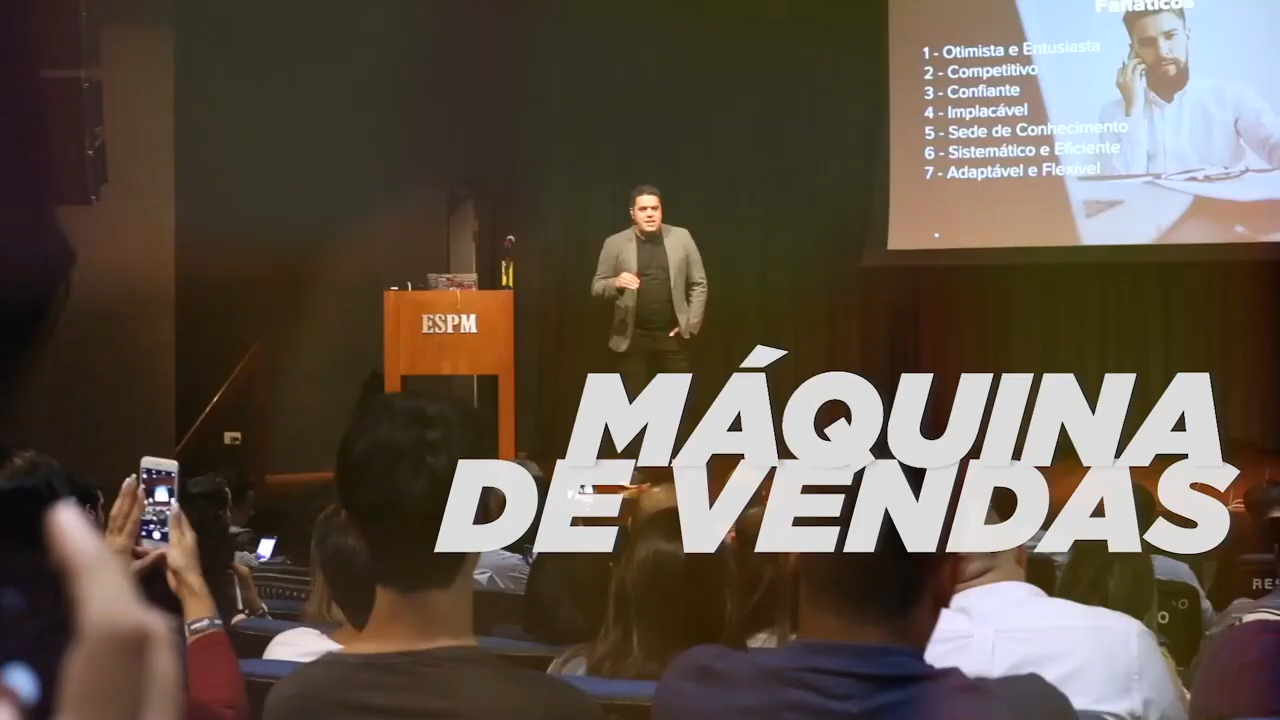 Fanáticos
1 - Otimista e Entusiasta
2 - Competitivo
3 - Confiante
4 - Implacável
5 - Sede de Conhecimento
6 - Sistemático e Eficiente
7 - Adaptável e Flexível
ESPM
MÁQUINA
DE VENDAS